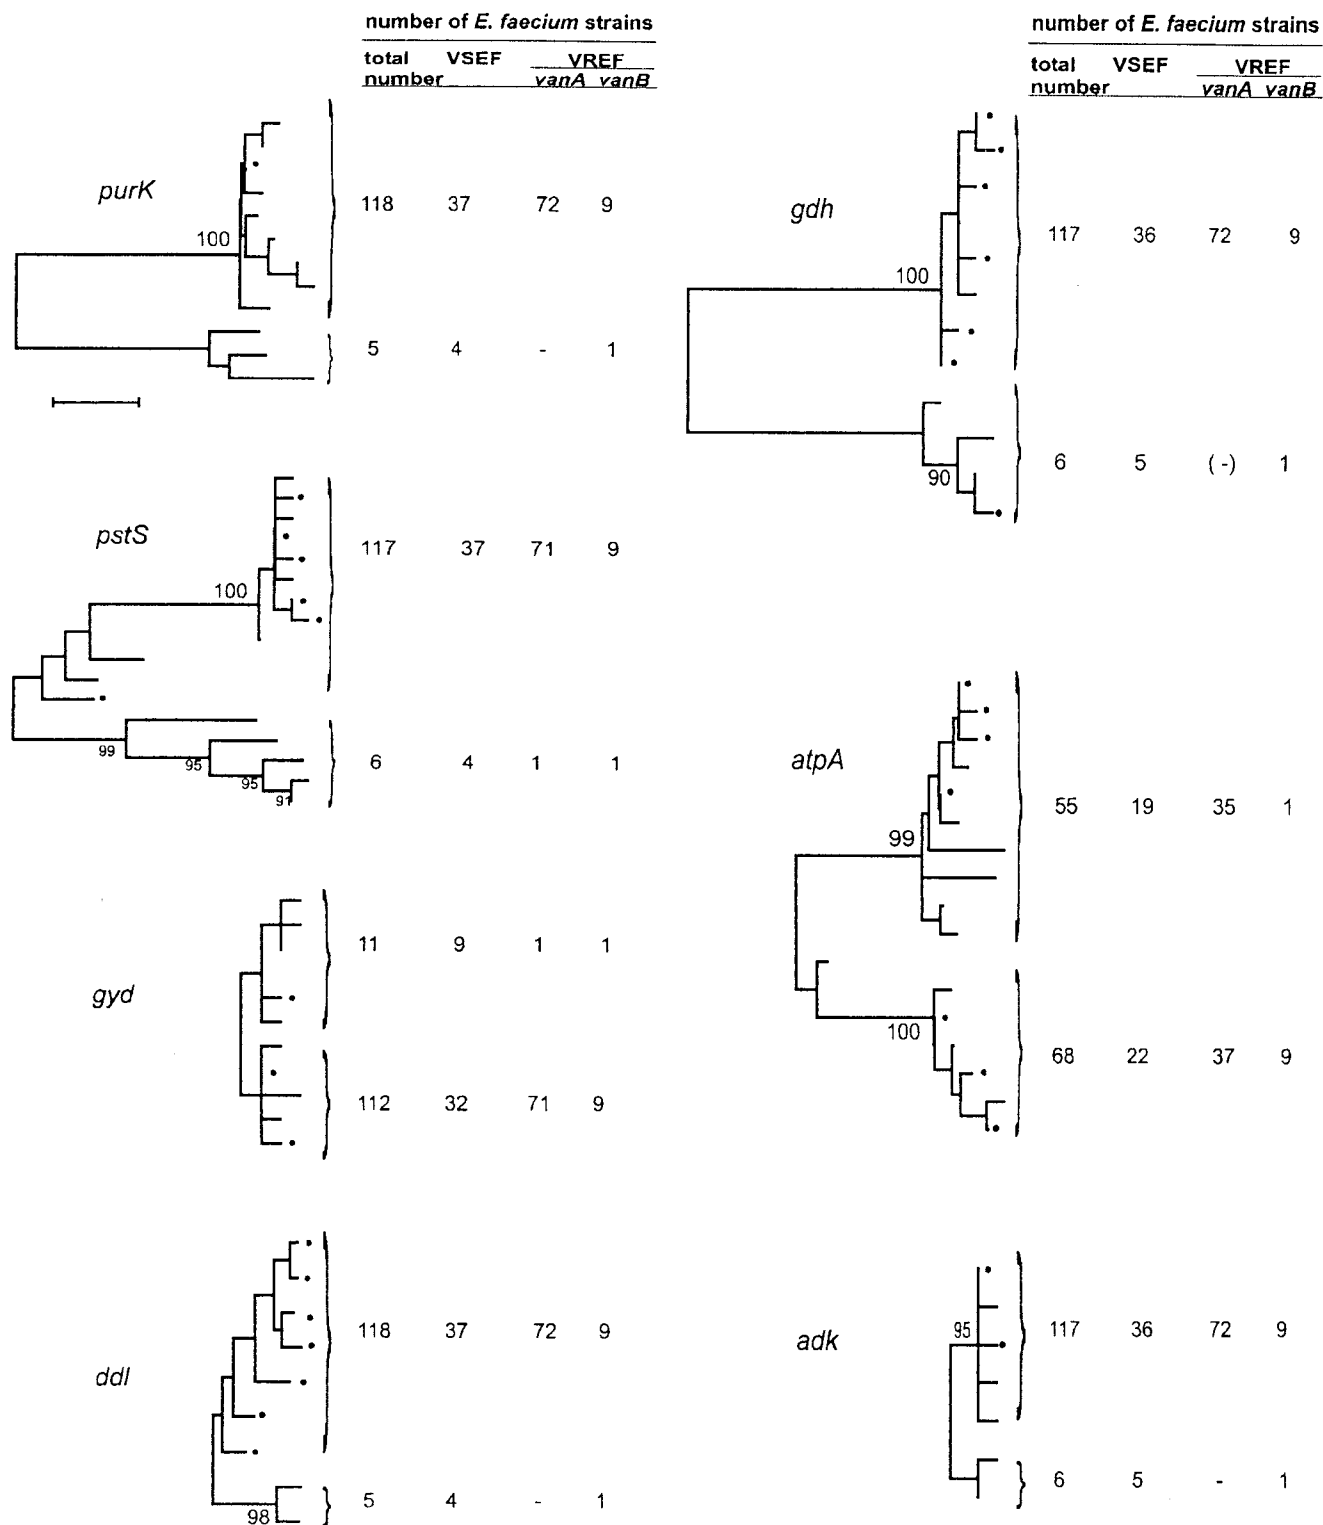 number of E. faecium strains
total VSEF VREF
number vanA vanB
purK
100
118 37 72 9
5 4 - 1
pstS
100
117 37 71 9
99
95
95
91
6 4 1 1
gyd
11 9 1 1
112 32 71 9
ddl
118 37 72 9
98
5 4 - 1
number of E. faecium strains
total VSEF VREF
number vanA vanB
gdh
100
117 36 72 9
90
6 5 (-) 1
atpA
99
55 19 35 1
100
68 22 37 9
adk
95
117 36 72 9
6 5 - 1